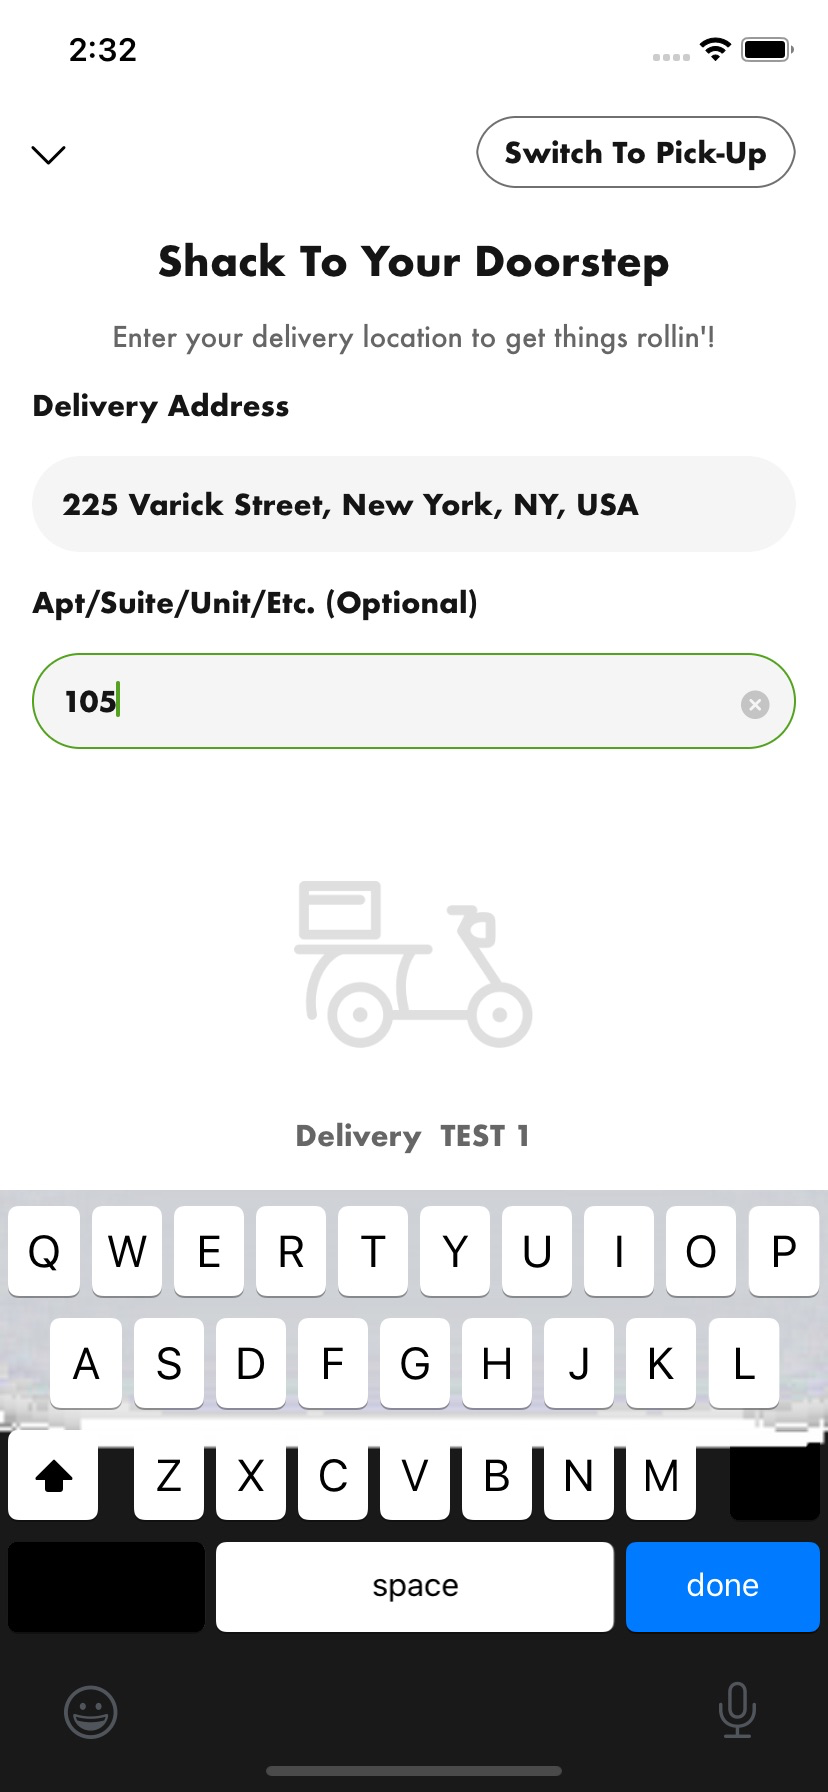 2:32
Switch To Pick-Up
Shack To Your Doorstep
Enter your delivery location to get things rollin'!
Delivery Address
225 Varick Street, New York, NY, USA
Apt/Suite/Unit/Etc. (Optional)
105
Delivery TEST 1
Q W E R T Y U I O P
A S D F G H J K L
Z X C V B N M
space done